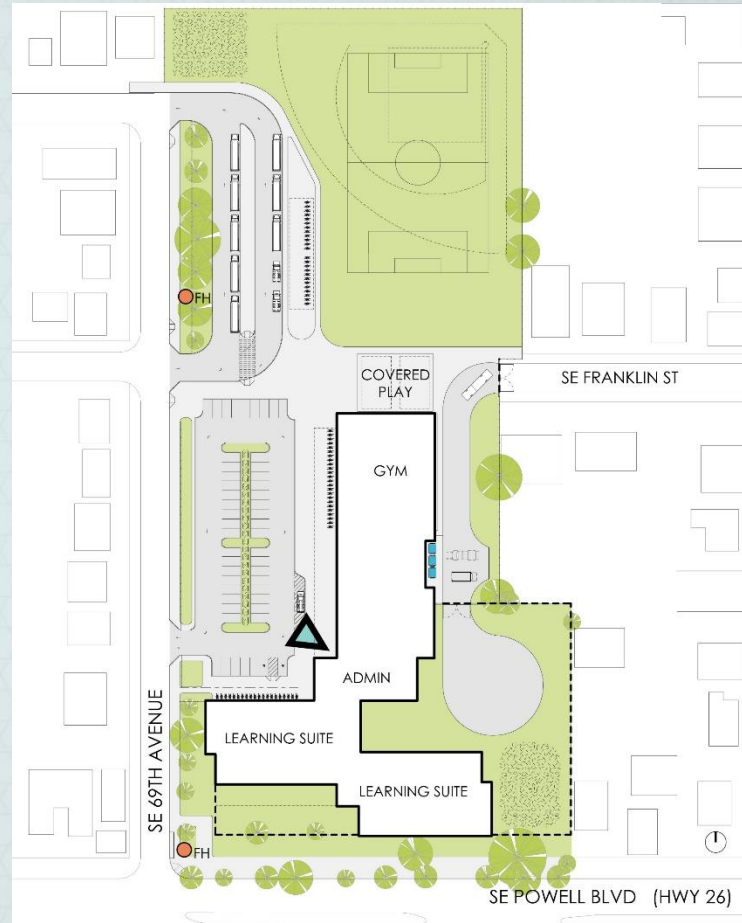 FH
COVERED
PLAY
SE FRANKLIN ST
GYM
ADMIN
LEARNING SUITE
LEARNING SUITE
SE 69TH AVENUE
FH
SE POWELL BLVD (HWY 26)